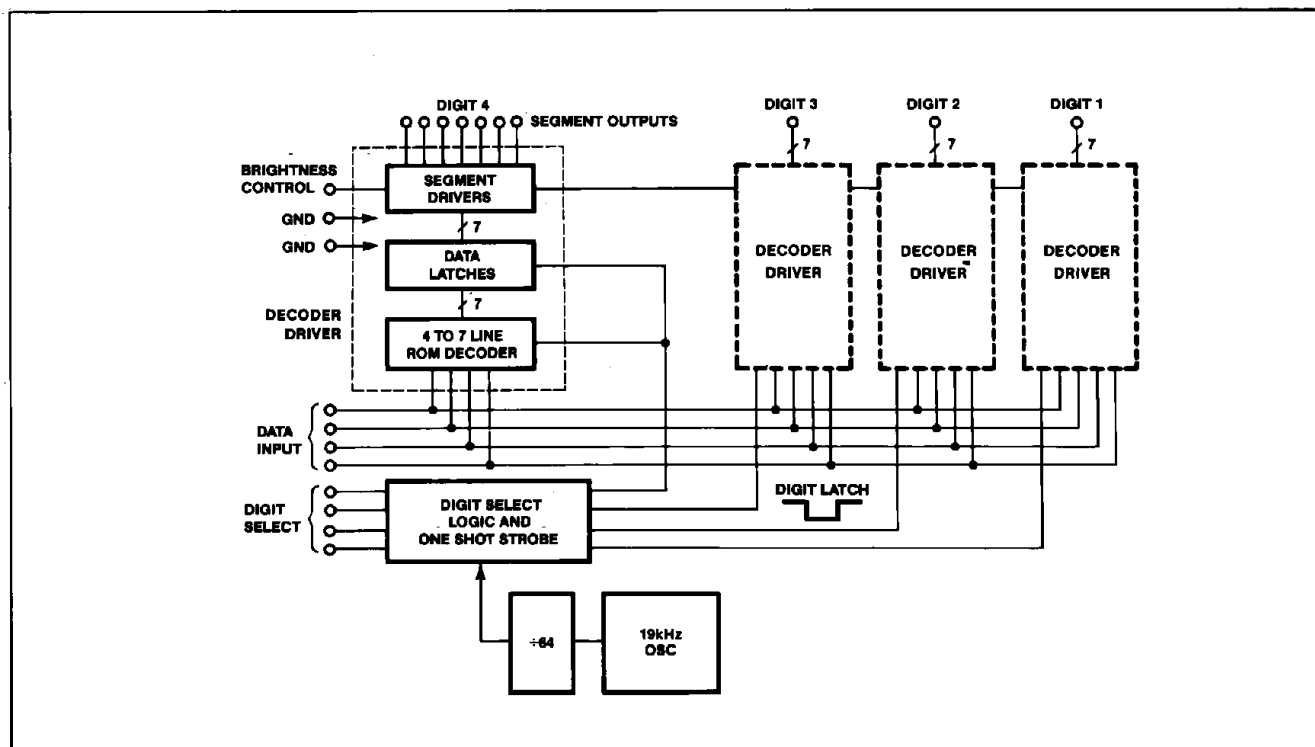 DIGIT 4
SEGMENT OUTPUTS
DIGIT 3
DIGIT 2
DIGIT 1
7
7
7
BRIGHTNESS
CONTROL
SEGMENT
DRIVERS
GND
GND
7
DATA
LATCHES
7
DECODER
DRIVER
4 TO 7 LINE
ROM DECODER
DECODER
DRIVER
DECODER
DRIVER
DECODER
DRIVER
DATA
INPUT
DIGIT
SELECT
DIGIT SELECT
LOGIC AND
ONE SHOT STROBE
DIGIT LATCH
÷64
19kHz
OSC